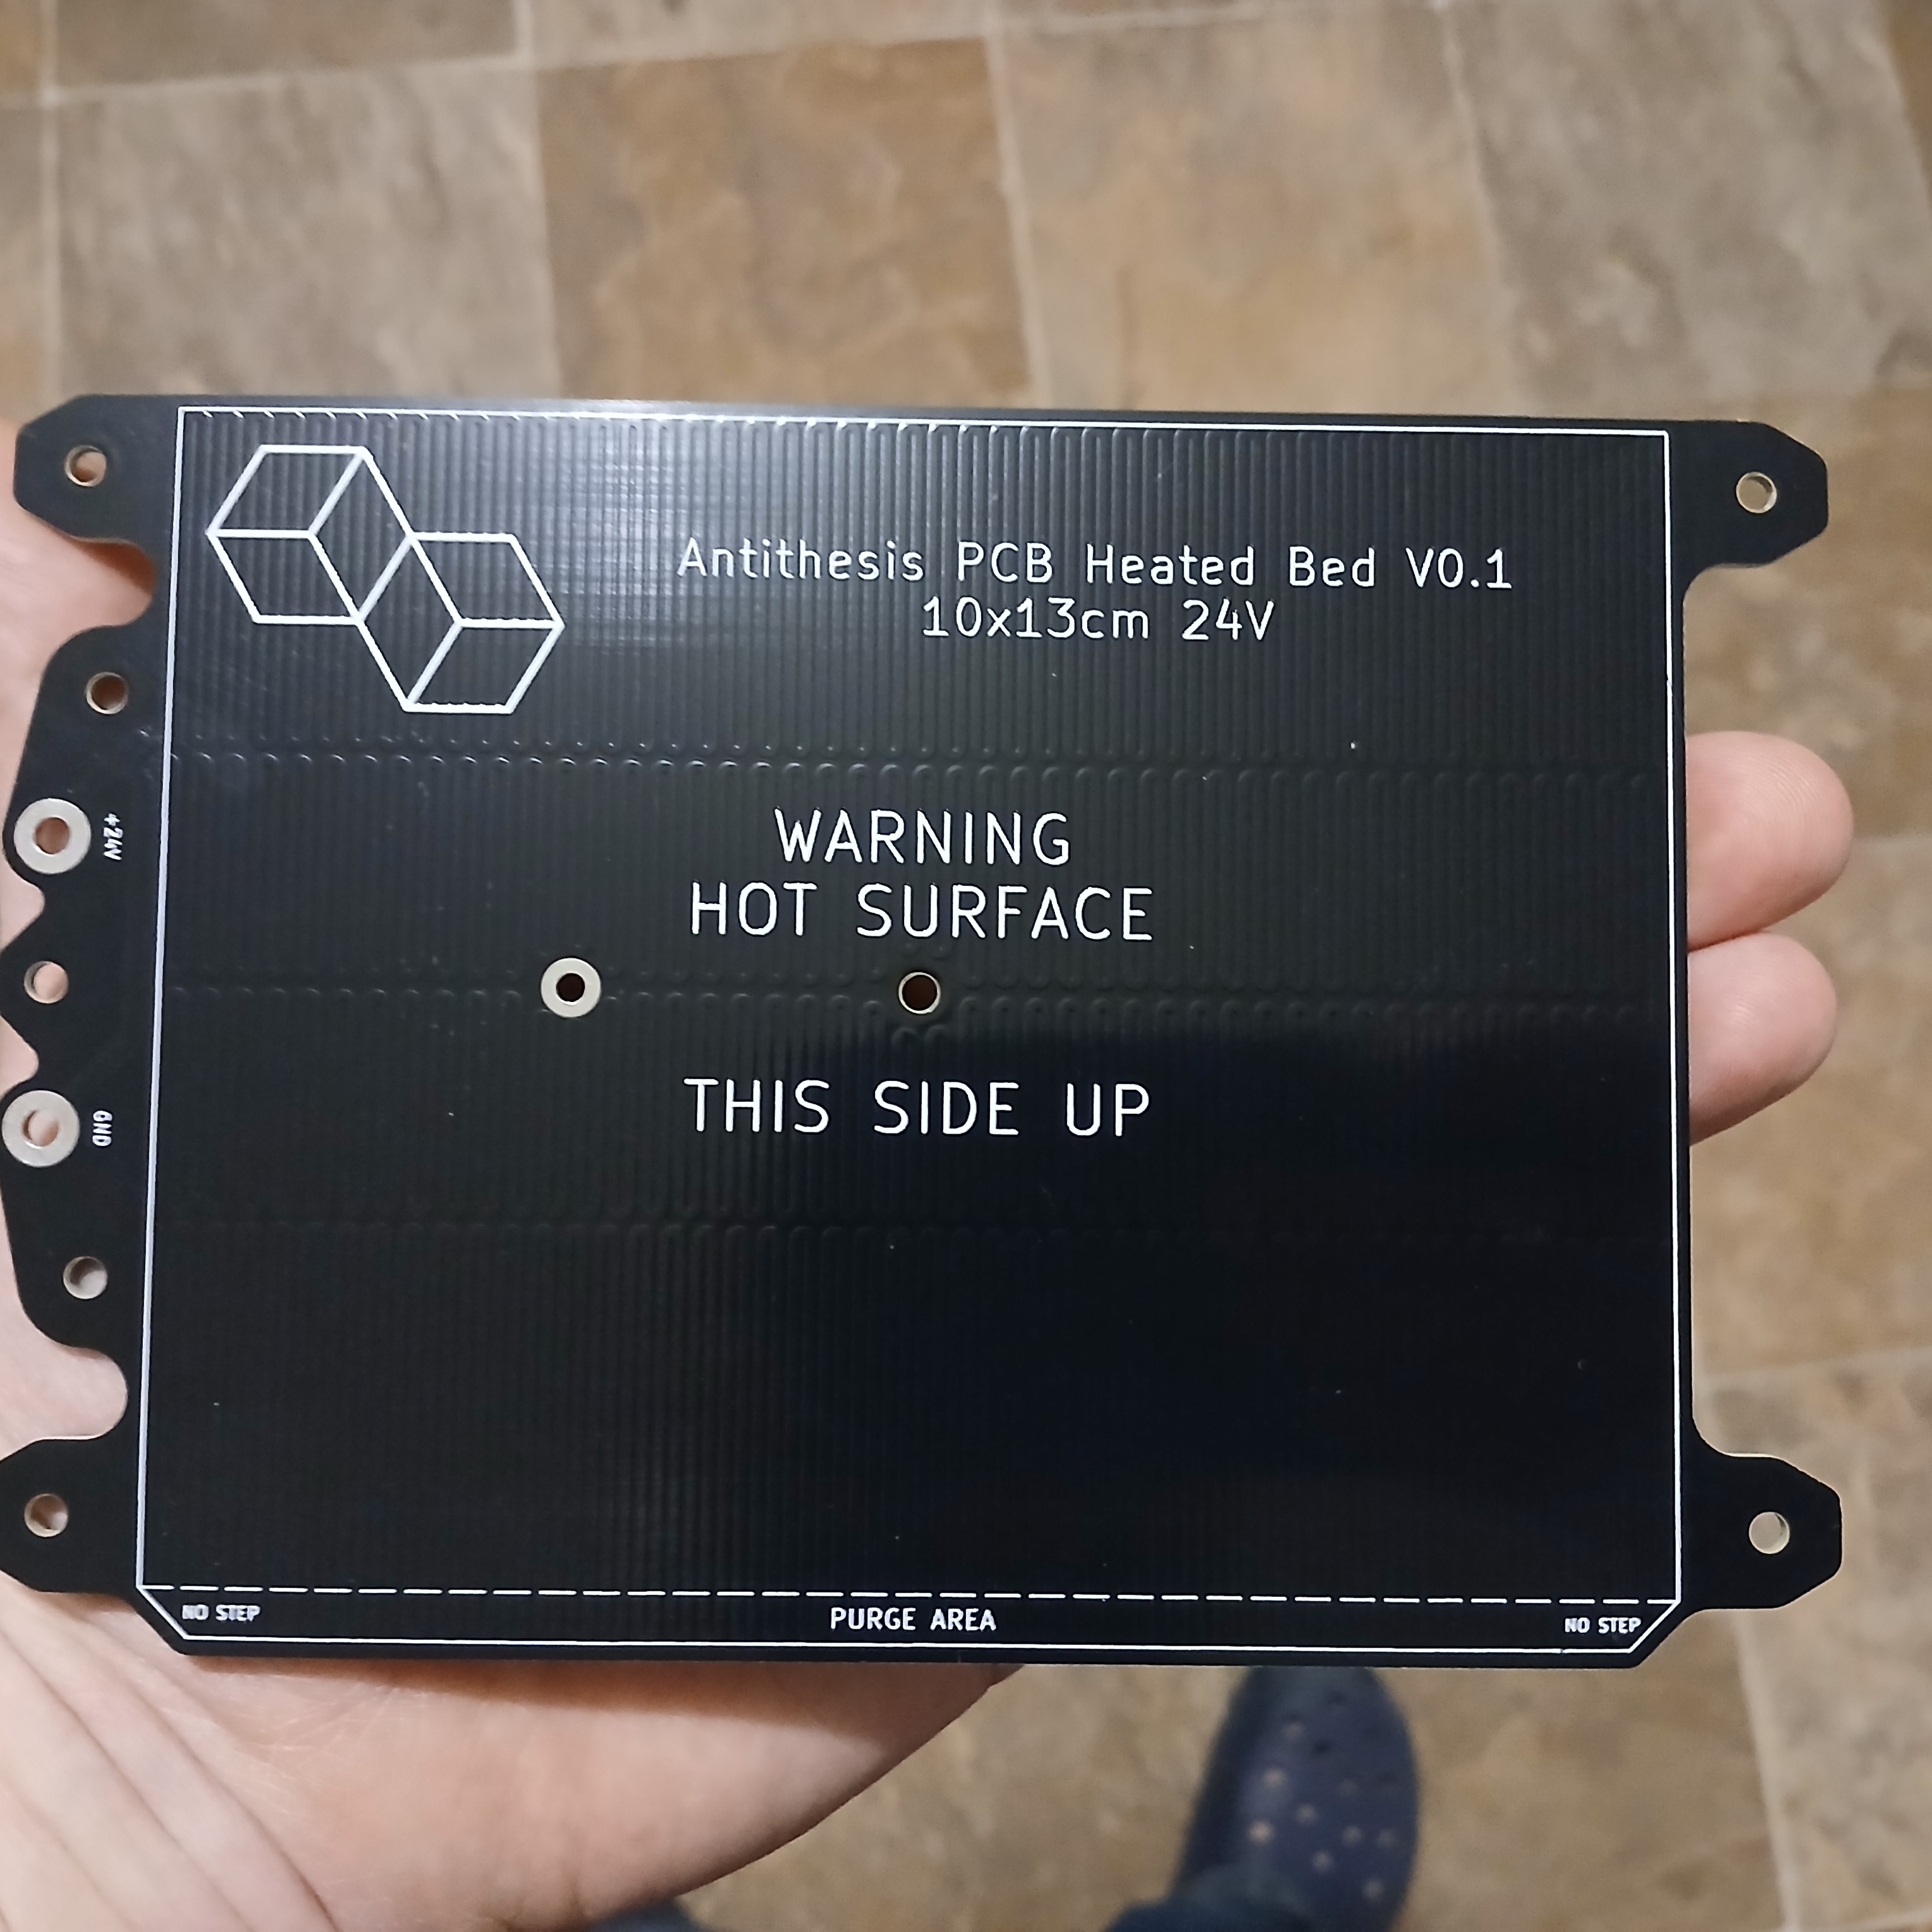 Antithesis PCB Heated Bed V0.1
10x13cm 24V
+24V
WARNING
HOT SURFACE
THIS SIDE UP
GND
NO STEP
PURGE AREA
NO STEP